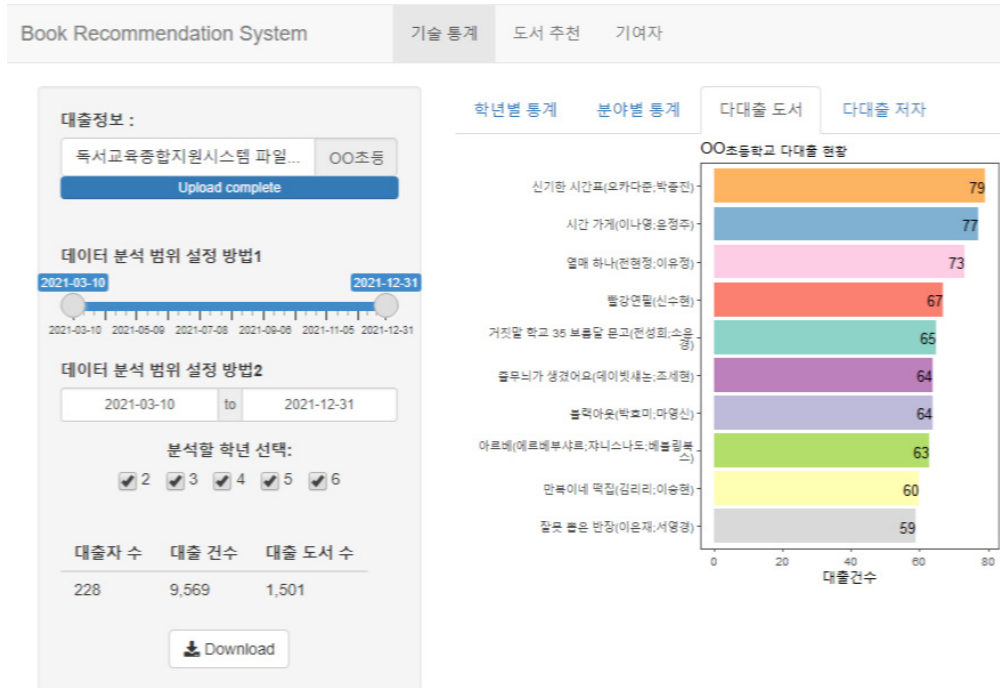 Book Recommendation System
기술 통계
도서 추천
기여자
대출정보 :
독서교육종합지원시스템 파일...
OO초등
Upload complete
데이터 분석 범위 설정 방법1
2021-03-10
2021-12-31
2021-03-10 2021-05-09 2021-07-08 2021-09-06 2021-11-05 2021-12-31
데이터 분석 범위 설정 방법2
2021-03-10 to 2021-12-31
분석할 학년 선택:
2 3 4 5 6
대출자 수 대출 건수 대출 도서 수
228 9,569 1,501
Download
학년별 통계
분야별 통계
다대출 도서
다대출 저자
OO초등학교 다대출 현황
신기한 시간표(오카다준;박종진) 79
시간 가게(이나영;윤정주) 77
열매 하나(전현정;이유정) 73
빨강연필(신수현) 67
거짓말 학교 35 보름달 문고(전성희;소윤
경) 65
줄무늬가 생겼어요(데이빗섀논;조세현) 64
블랙아웃(박효미;마영신) 64
아르베(에르베부샤르;쟈니스나도;베블링북
스) 63
만복이네 떡집(김리리;이승현) 60
잘못 뽑은 반장(이은재;서영경) 59
0 20 40 60 80
대출건수